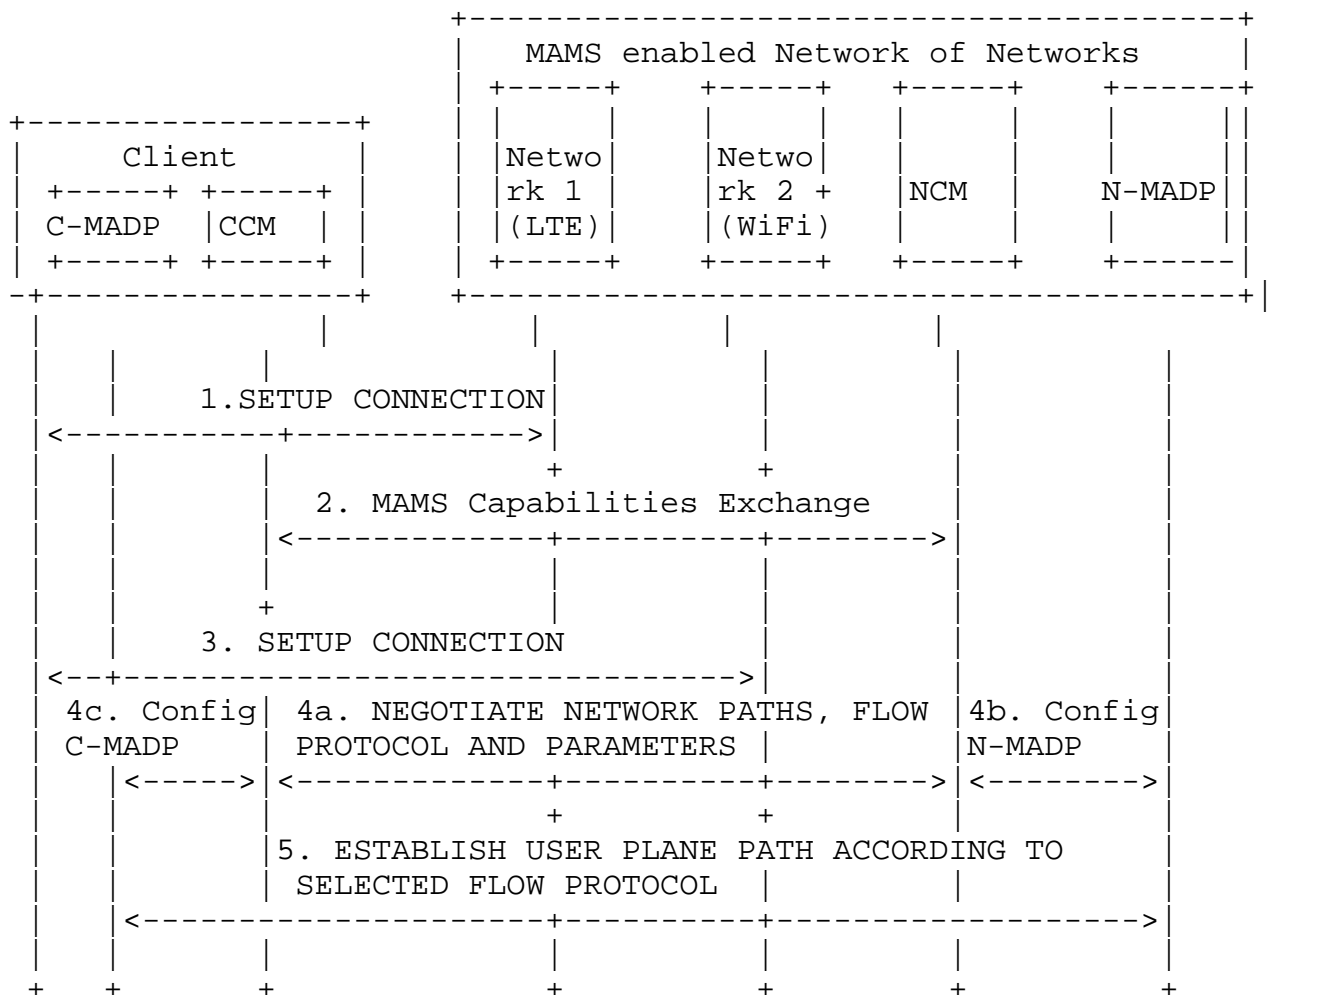 MAMS enabled Network of Networks
Client
Netwo Netwo
rk 1 rk 2 + NCM N-MADP
C-MADP CCM (LTE) (WiFi)
1.SETUP CONNECTION
2. MAMS Capabilities Exchange
3. SETUP CONNECTION
4c. Config 4a. NEGOTIATE NETWORK PATHS, FLOW 4b. Config
C-MADP PROTOCOL AND PARAMETERS N-MADP
5. ESTABLISH USER PLANE PATH ACCORDING TO
SELECTED FLOW PROTOCOL